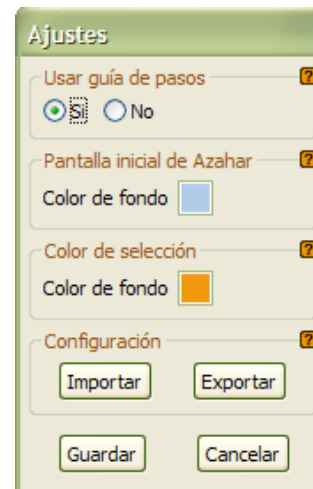 Ajustes
Usar guía de pasos ?
Si No
Pantalla inicial de Azahar ?
Color de fondo
Color de selección ?
Color de fondo
Configuración ?
Importar Exportar
Guardar Cancelar